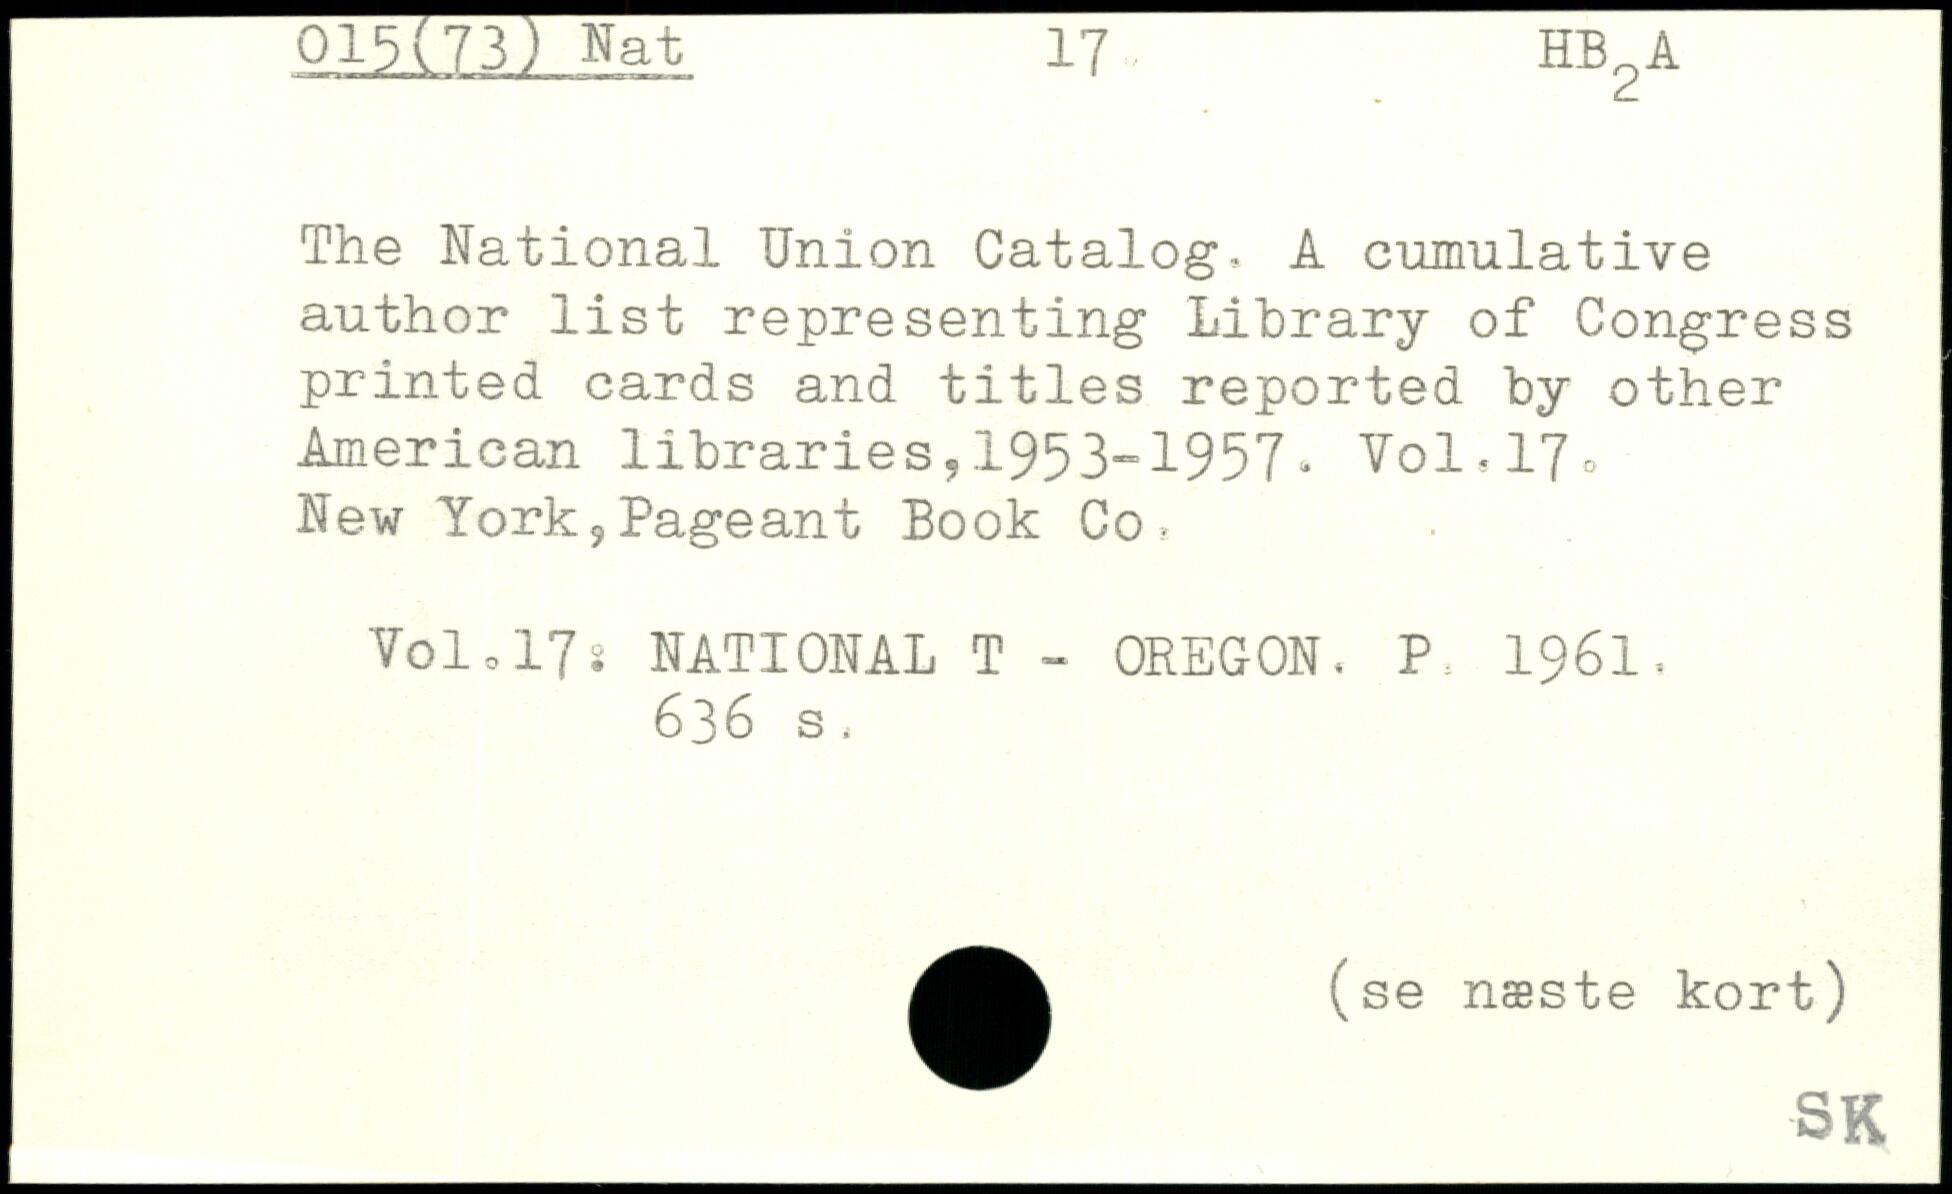 015(73) Nat 17. HB₂A
The National Union Catalog. A cumulative
author list representing Library of Congress
printed cards and titles reported by other
American libraries,1953-1957. Vol.17.
New York,Pageant Book Co.
Vol.17: NATIONAL T - OREGON. P. 1961.
636 s.
(se næste kort)
SK